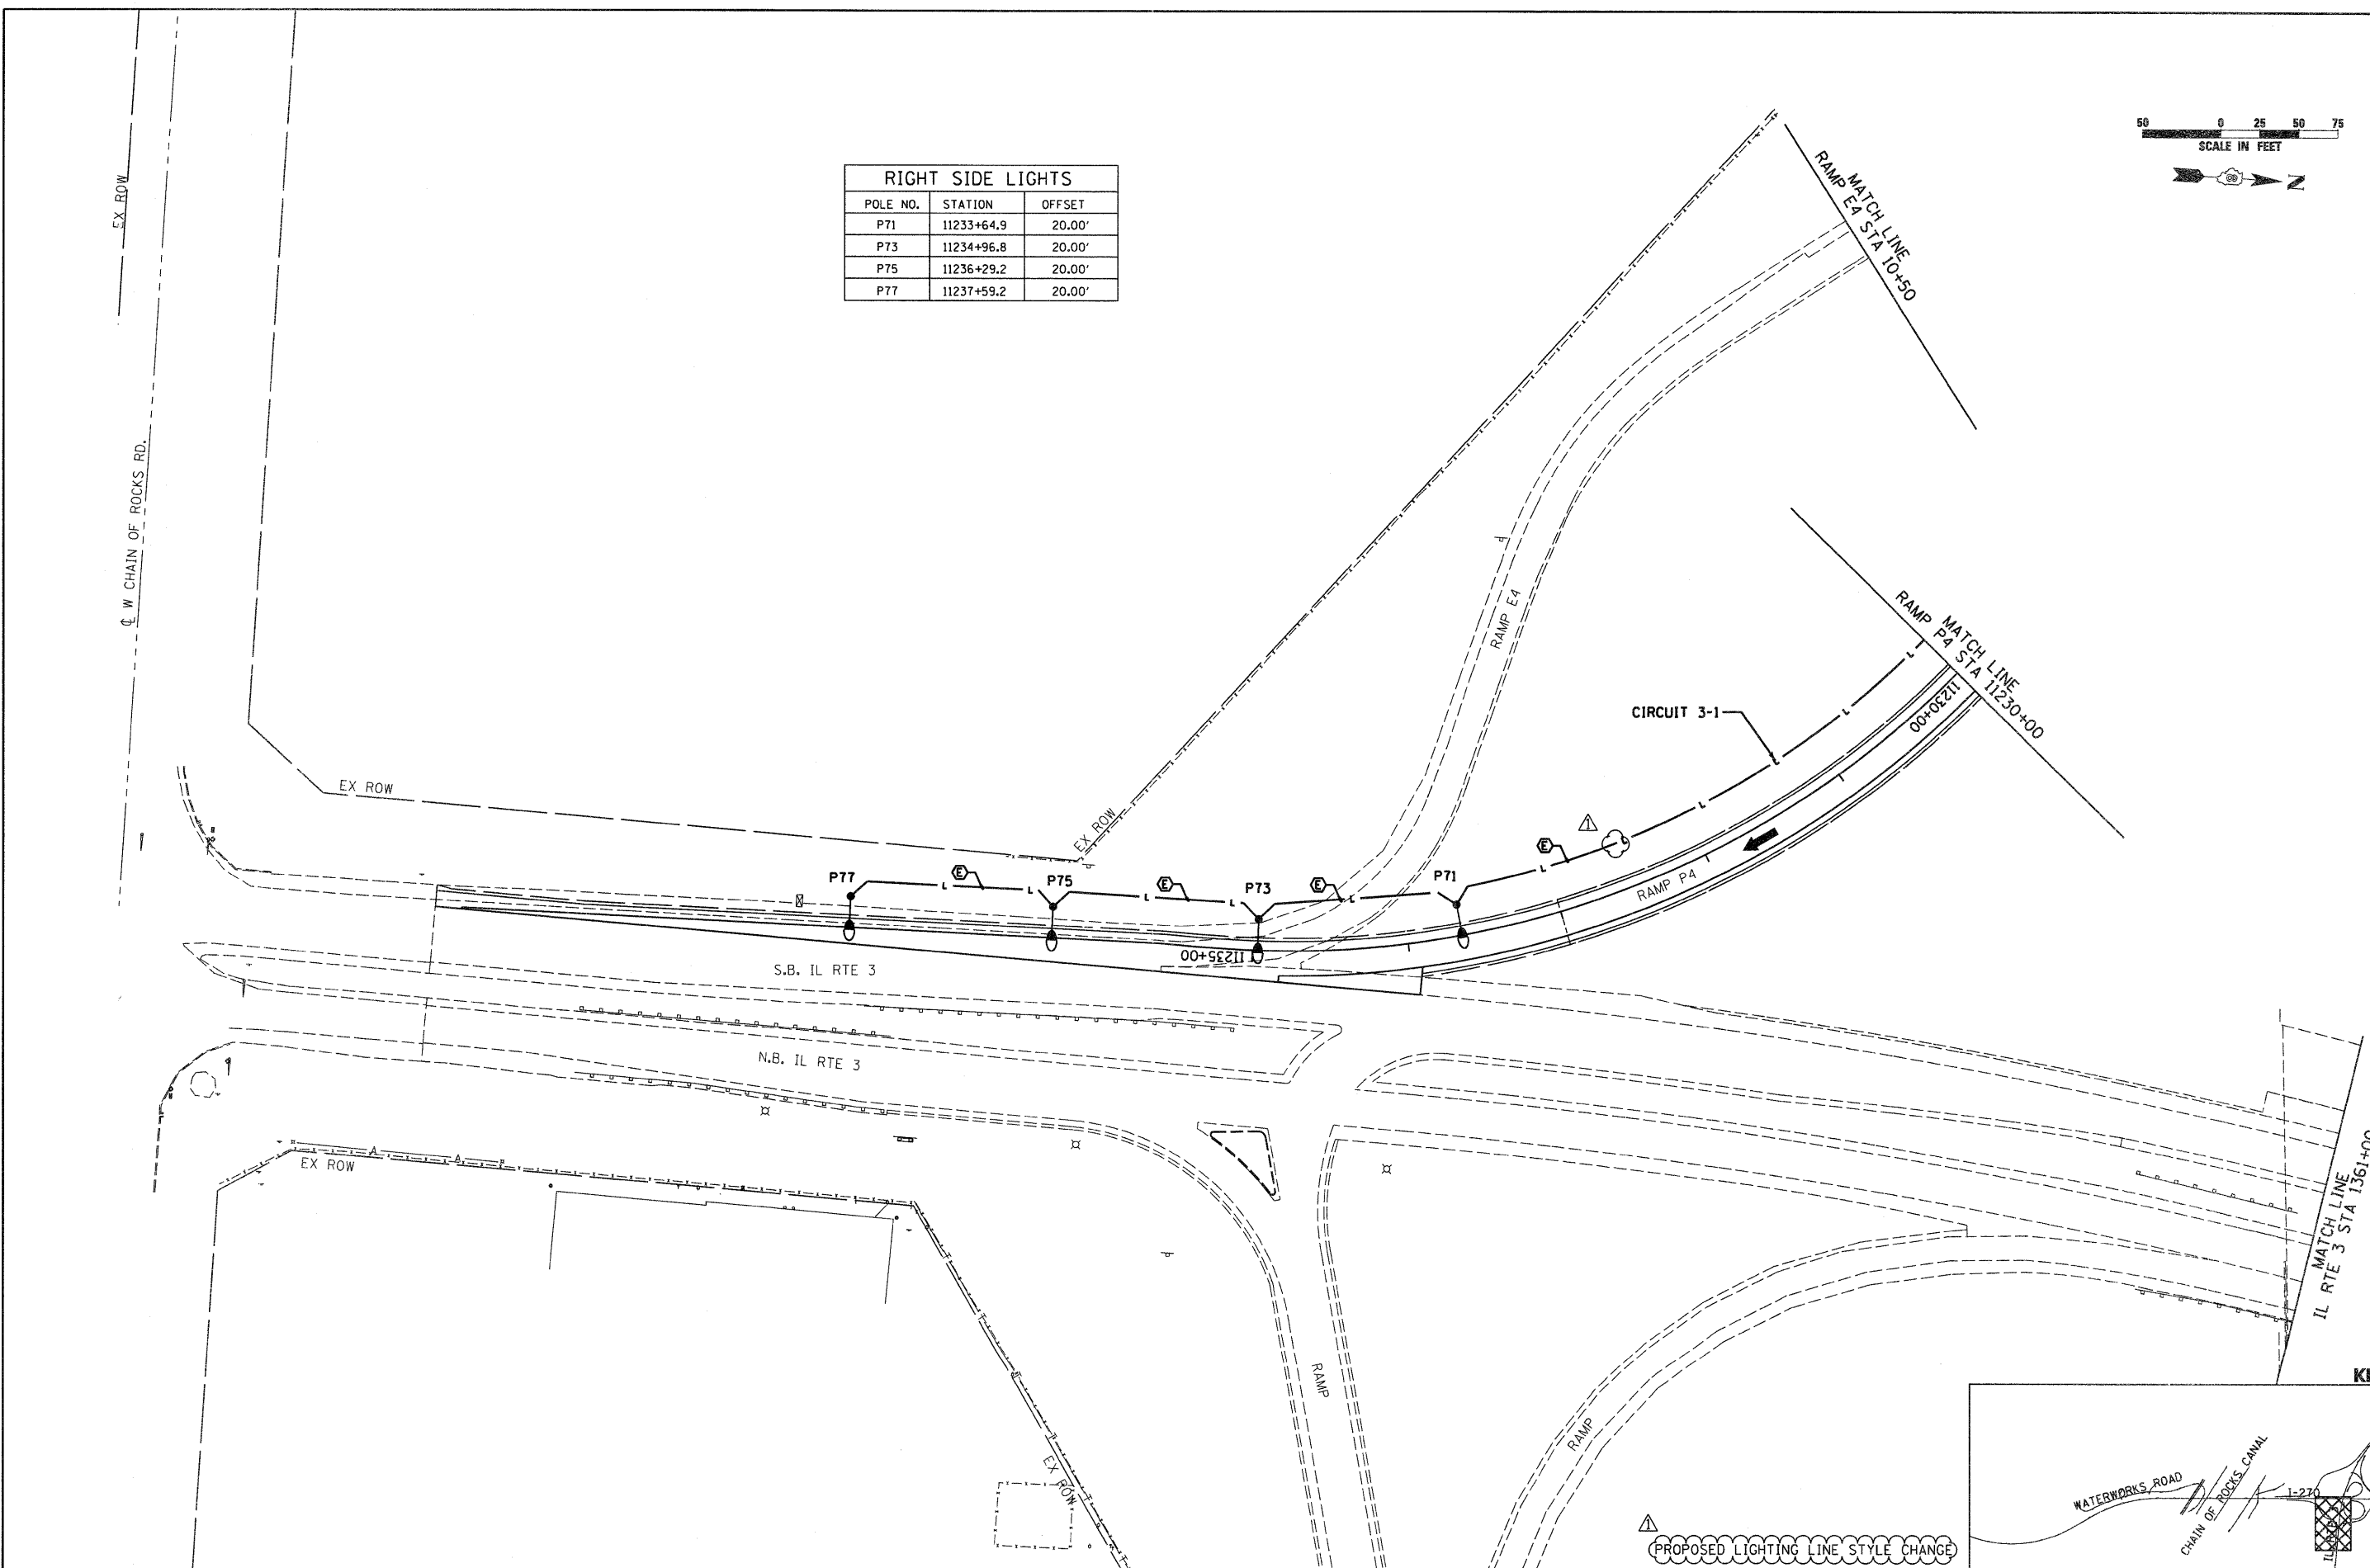 50 0 25 50 75
SCALE IN FEET
N
RIGHT SIDE LIGHTS
POLE NO. STATION OFFSET
P71 11233+64.9 20.00'
P73 11234+96.8 20.00'
P75 11236+29.2 20.00'
P77 11237+59.2 20.00'
EX ROW
℄ W CHAIN OF ROCKS RD.
MATCH LINE
RAMP E4 STA 10+50
RAMP E4
MATCH LINE
RAMP P4 STA 11230+00
11230+00
CIRCUIT 3-1
L
L
L
L
1
L
E
L
RAMP P4
EX ROW
EX ROW
P77
E
L
L
P75
E
L
L
P73
E
L
P71
11235+00
S.B. IL RTE 3
N.B. IL RTE 3
EX ROW
A
A
MATCH LINE
IL RTE 3 STA 1361+00
RAMP
RAMP
EX ROW
WATERWORKS ROAD
CHAIN OF ROCKS CANAL
I-270
1
PROPOSED LIGHTING LINE STYLE CHANGE